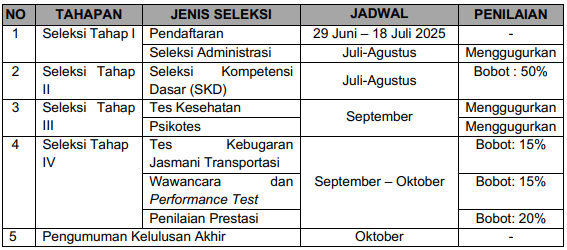 NO TAHAPAN JENIS SELEKSI JADWAL PENILAIAN
1 Seleksi Tahap I Pendaftaran 29 Juni – 18 Juli 2025 -
Seleksi Administrasi Juli-Agustus Menggugurkan
2 Seleksi Tahap II Seleksi Kompetensi Dasar (SKD) Juli-Agustus Bobot : 50%
3 Seleksi Tahap III Tes Kesehatan September Menggugurkan
Psikotes Menggugurkan
4 Seleksi Tahap IV Tes Kebugaran Jasmani Transportasi September – Oktober Bobot: 15%
Wawancara dan Performance Test Bobot: 15%
Penilaian Prestasi Bobot: 20%
5 Pengumuman Kelulusan Akhir Oktober -